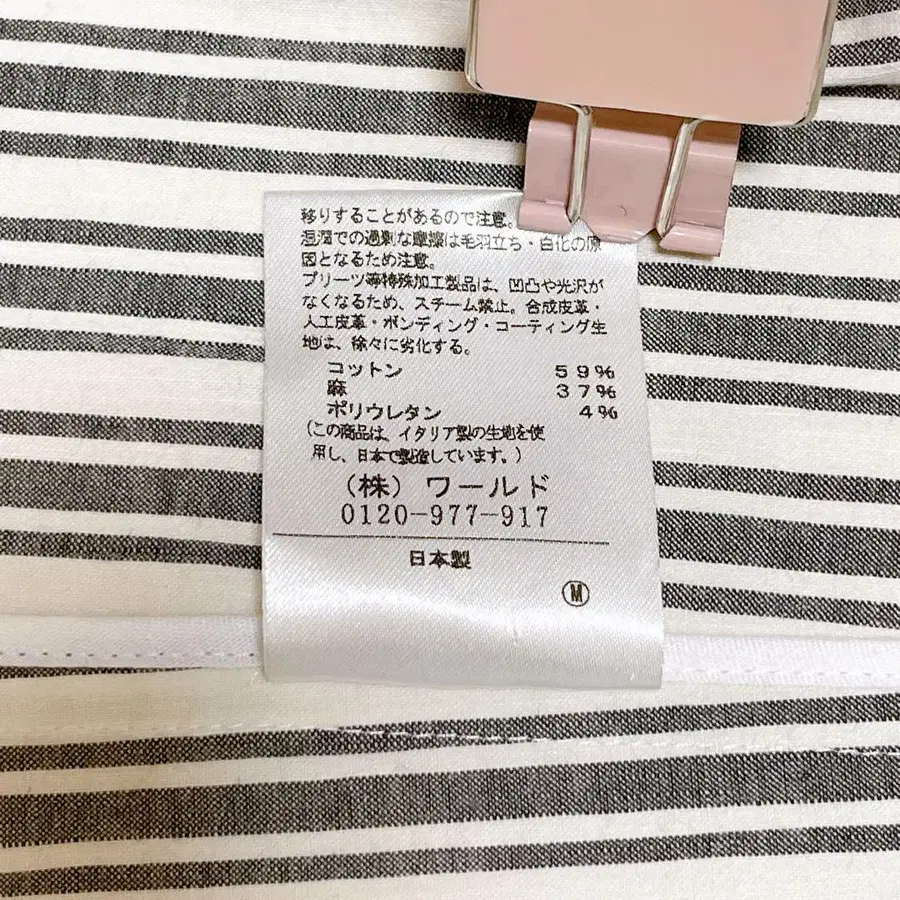 移りすることがあるので注意。
湿潤での過剰な摩擦は毛羽立ち・白化の原
因となるため注意。
プリーツ等特殊加工製品は、凹凸や光沢が
なくなるため、スチーム禁止。合成皮革・
人工皮革・ボンディング・コーティング生
地は、徐々に劣化する。
コットン 59%
麻 37%
ポリウレタン 4%
(この商品は、イタリア製の生地を使
用し、日本で製造しています。)
(株) ワールド
0120-977-917
日本製
M